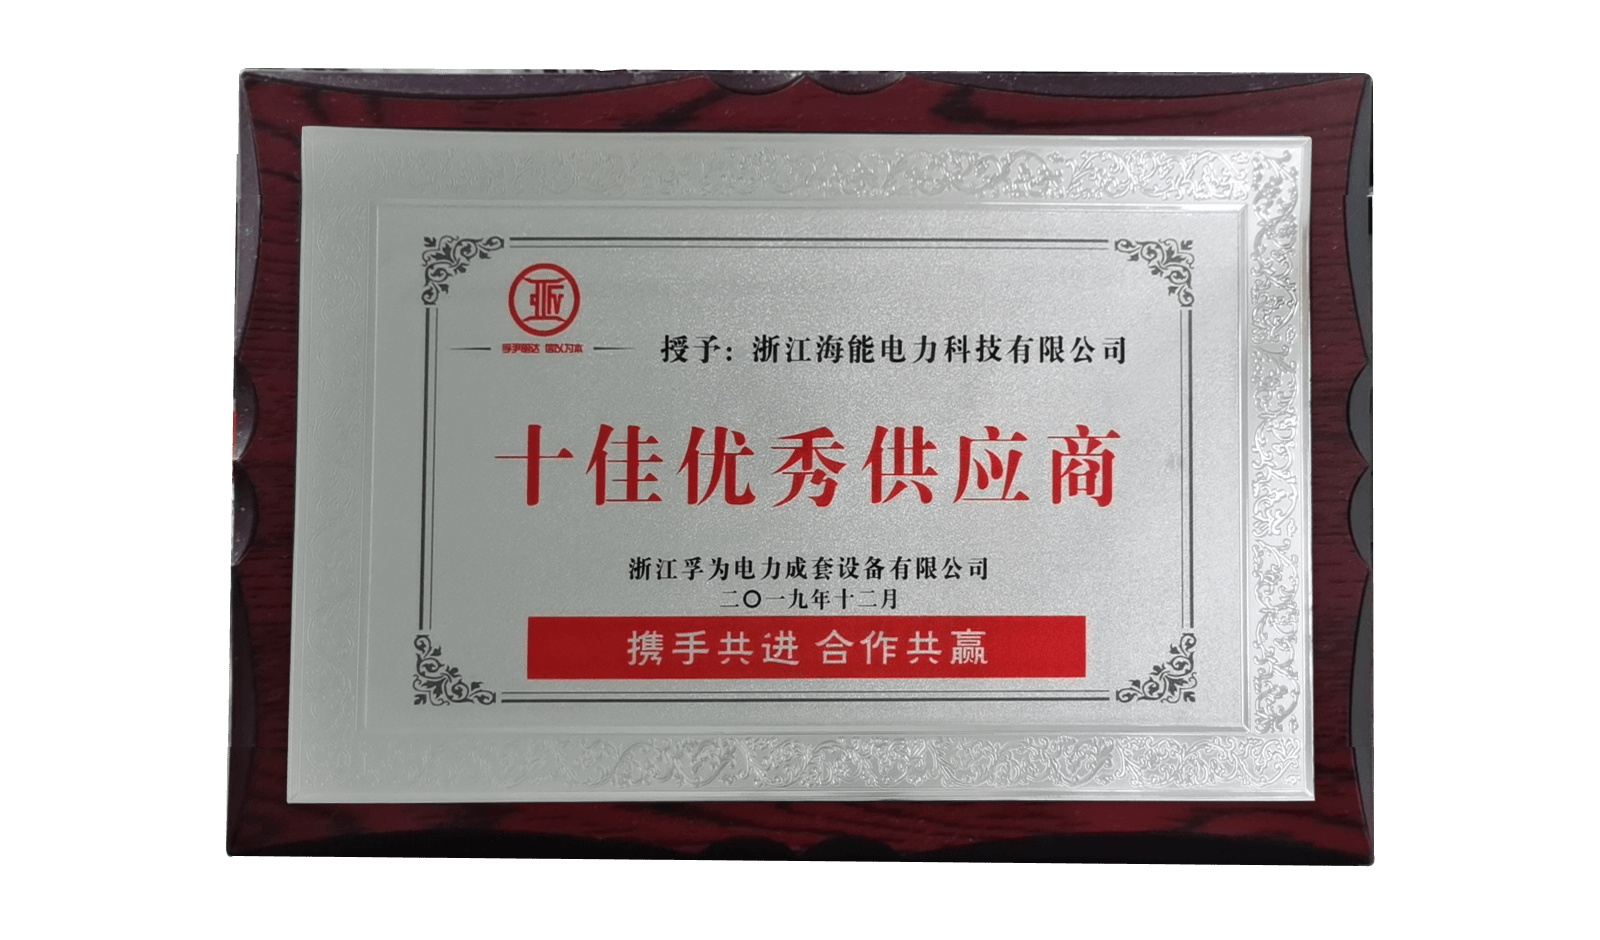 授予：浙江海能电力科技有限公司
十佳优秀供应商
浙江孚为电力成套设备有限公司
二〇一九年十二月
携手共进 合作共赢